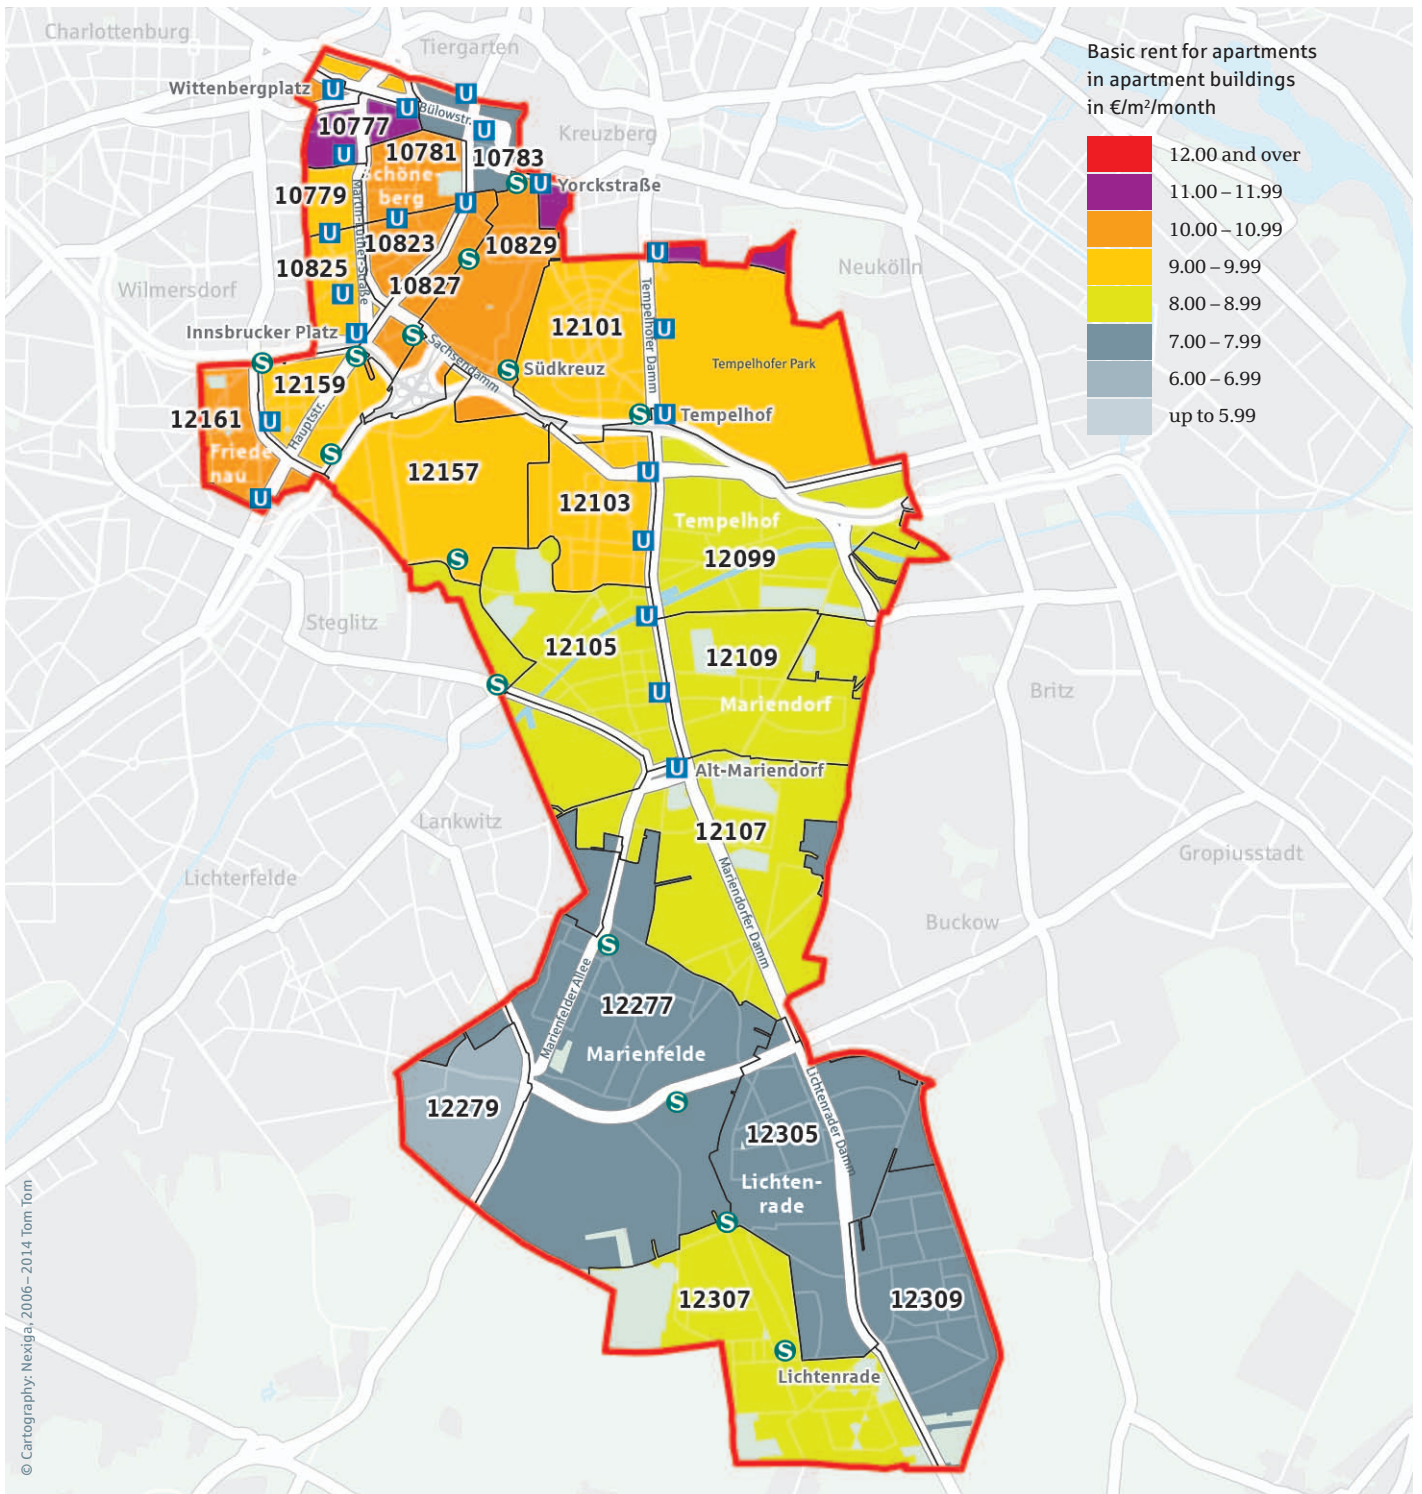 Charlottenburg
Tiergarten
Wittenbergplatz
U
U
U
Bülowstr.
U
Kreuzberg
10777
U
10781
10783
Schöne-
berg
S
U
Yorckstraße
10779
U
U
U
10823
10829
S
10825
U
10827
Wilmersdorf
Innsbrucker Platz
U
S
S
S
Sachsendamm
S
Südkreuz
12159
Hauptstr.
12161
U
Friede
nau
S
U
U
Tempelhofer Damm
12101
U
Tempelhofer Park
Neukölln
S
U
Tempelhof
12157
U
12103
Tempelhof
U
12099
S
Steglitz
U
12105
12109
S
U
Mariendorf
Britz
U
Alt-Mariendorf
Lankwitz
12107
Mariendorfer Damm
Gropiusstadt
Lichterfelde
Buckow
S
Marienfelder Allee
12277
Marienfelde
12279
S
12305
Lichtenrader Damm
Lichten-
rade
S
12307
12309
S
Lichtenrade
Basic rent for apartments
in apartment buildings
in €/m²/month
12.00 and over
11.00 – 11.99
10.00 – 10.99
9.00 – 9.99
8.00 – 8.99
7.00 – 7.99
6.00 – 6.99
up to 5.99
© Cartography: Nexiga, 2006 – 2014 Tom Tom